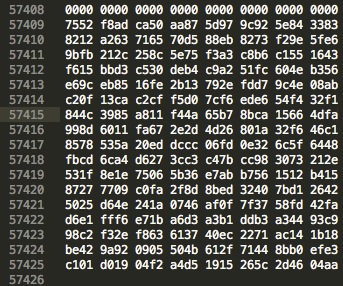 57408 0000 0000 0000 0000 0000 0000 0000 0000
57409 7552 f8ad ca50 aa87 5d97 9c92 5e84 3383
57410 8212 a263 7165 70d5 88eb 8273 f29e 5fe6
57411 9bfb 212c 258c 5e75 f3a3 c8b6 c155 1643
57412 f615 bbd3 c530 deb4 c9a2 51fc 604e b356
57413 e69c eb85 16fe 2b13 792e fdd7 9c4e 08ab
57414 c20f 13ca c2cf f5d0 7cf6 ede6 54f4 32f1
57415 844c 3985 a811 f44a 65b7 8bca 1566 4dfa
57416 998d 6011 fa67 2e2d 4d26 801a 32f6 46c1
57417 8578 535a 20ed dccc 06fd 0e32 6c5f 6448
57418 fbcd 6ca4 d627 3cc3 c47b cc98 3073 212e
57419 531f 8e1e 7506 5b36 e7ab b756 1512 b415
57420 8727 7709 c0fa 2f8d 8bed 3240 7bd1 2642
57421 5025 d64e 241a 0746 af0f 7f37 58fd 42fa
57422 d6e1 fff6 e71b a6d3 a3b1 ddb3 a344 93c9
57423 98c2 f32e f863 6137 40ec 2271 ac14 1b18
57424 be42 9a92 0905 504b 612f 7144 8bb0 efe3
57425 c101 d019 04f2 a4d5 1915 265c 2d46 04aa
57426